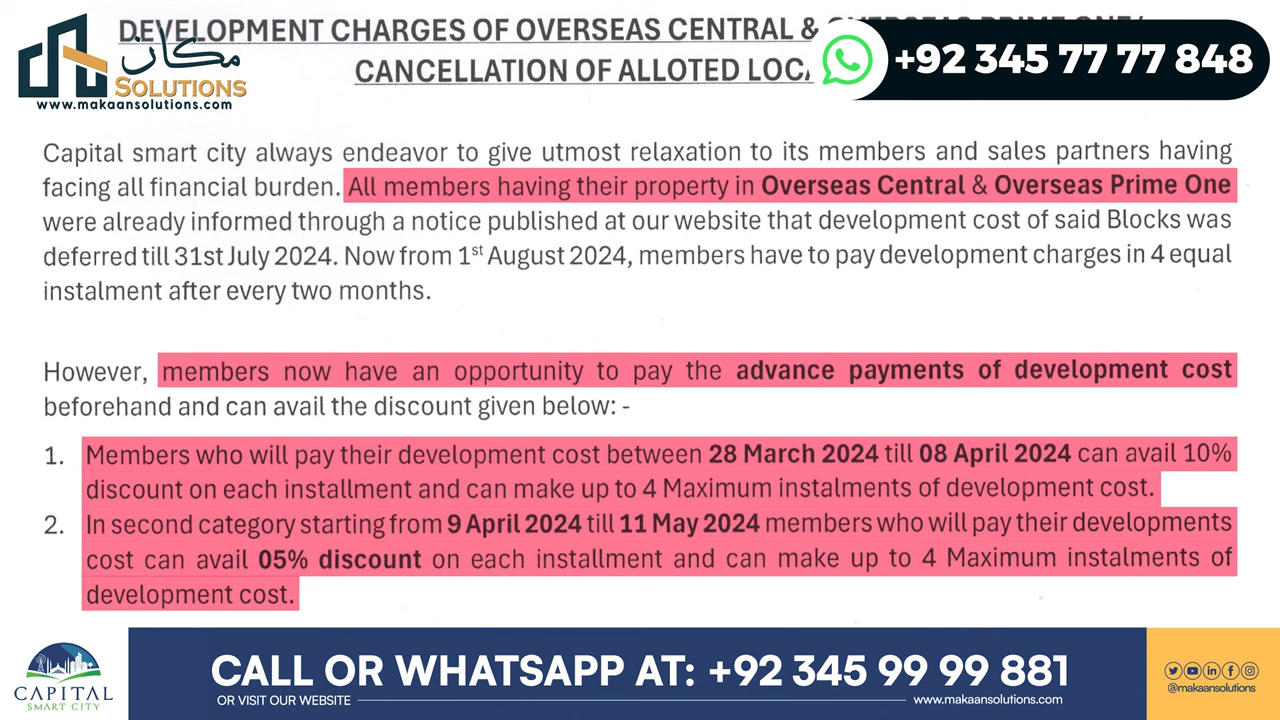 DEVELOPMENT CHARGES OF OVERSEAS CENTRAL & OVERSEAS PRIME ONE/
CANCELLATION OF ALLOTED LOCA
مکان
SOLUTIONS
www.makaansolutions.com
+92 345 77 77 848
Capital smart city always endeavor to give utmost relaxation to its members and sales partners having
facing all financial burden. All members having their property in Overseas Central & Overseas Prime One
were already informed through a notice published at our website that development cost of said Blocks was
deferred till 31st July 2024. Now from 1st August 2024, members have to pay development charges in 4 equal
instalment after every two months.
However, members now have an opportunity to pay the advance payments of development cost
beforehand and can avail the discount given below: -
1. Members who will pay their development cost between 28 March 2024 till 08 April 2024 can avail 10%
discount on each installment and can make up to 4 Maximum instalments of development cost.
2. In second category starting from 9 April 2024 till 11 May 2024 members who will pay their developments
cost can avail 05% discount on each installment and can make up to 4 Maximum instalments of
development cost.
CAPITAL
SMART CITY
CALL OR WHATSAPP AT: +92 345 99 99 881
OR VISIT OUR WEBSITE
www.makaansolutions.com
@makaansolutions